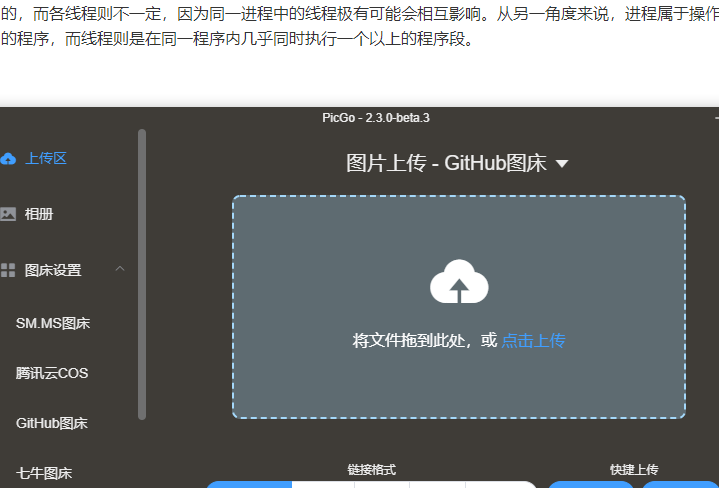 的，而各线程则不一定，因为同一进程中的线程极有可能会相互影响。从另一角度来说，进程属于操作
的程序，而线程则是在同一程序内几乎同时执行一个以上的程序段。
PicGo - 2.3.0-beta.3
上传区
图片上传 - GitHub图床
相册
图床设置
SM.MS图床
将文件拖到此处，或 点击上传
腾讯云COS
GitHub图床
七牛图床
链接格式
快捷上传